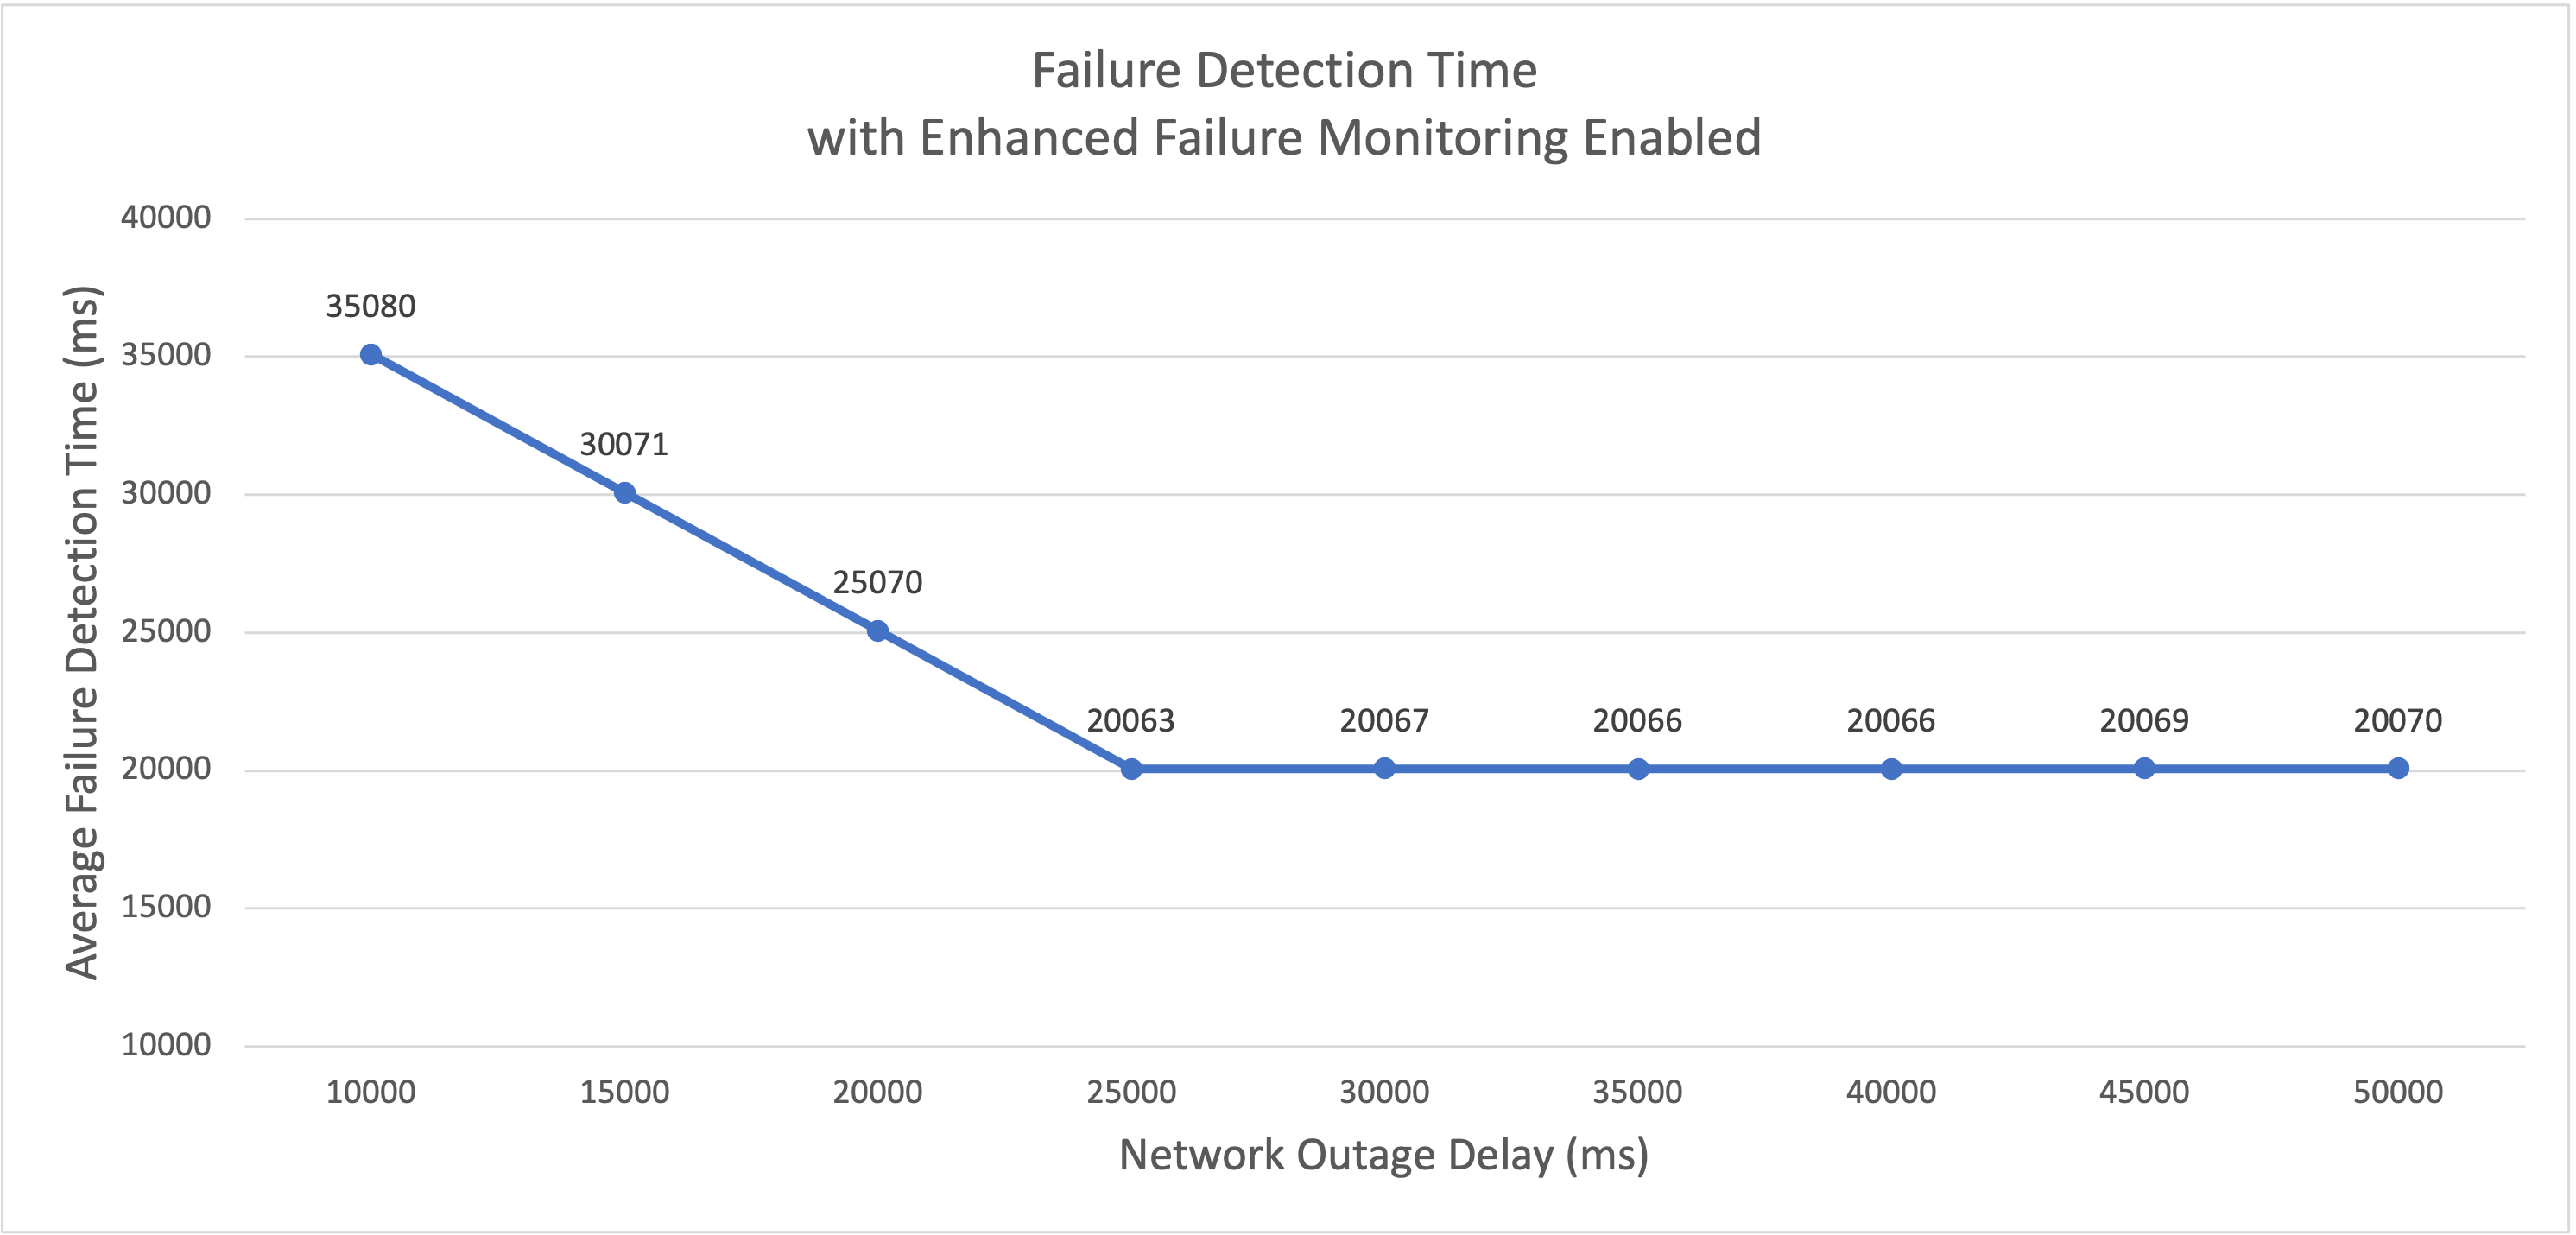 Failure Detection Time
with Enhanced Failure Monitoring Enabled
Average Failure Detection Time (ms)
40000
35000
30000
25000
20000
15000
10000
35080
30071
25070
20063 20067 20066 20066 20069 20070
10000 15000 20000 25000 30000 35000 40000 45000 50000
Network Outage Delay (ms)